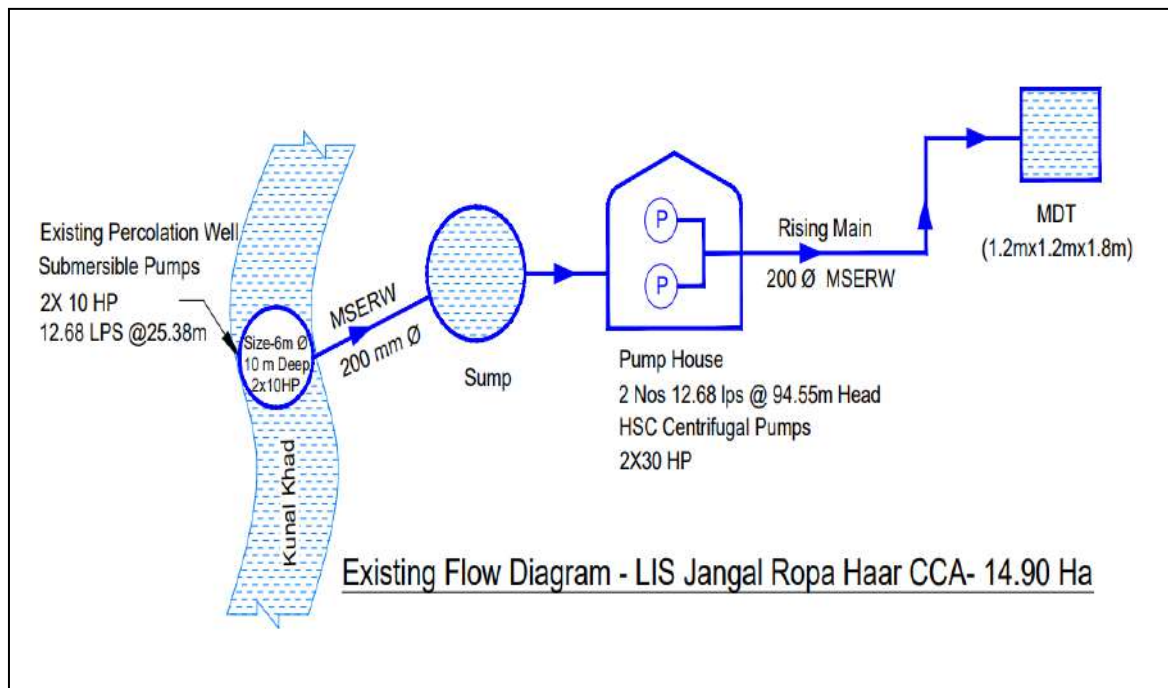 Existing Percolation Well
Submersible Pumps
2X 10 HP
12.68 LPS @25.38m
Size-6m Ø
10 m Deep
2x10HP
Kunal Khad
MSERW
200 mm Ø
Sump
P
P
Pump House
2 Nos 12.68 lps @ 94.55m Head
HSC Centrifugal Pumps
2X30 HP
Rising Main
200 Ø MSERW
MDT
(1.2mx1.2mx1.8m)
Existing Flow Diagram - LIS Jangal Ropa Haar CCA- 14.90 Ha